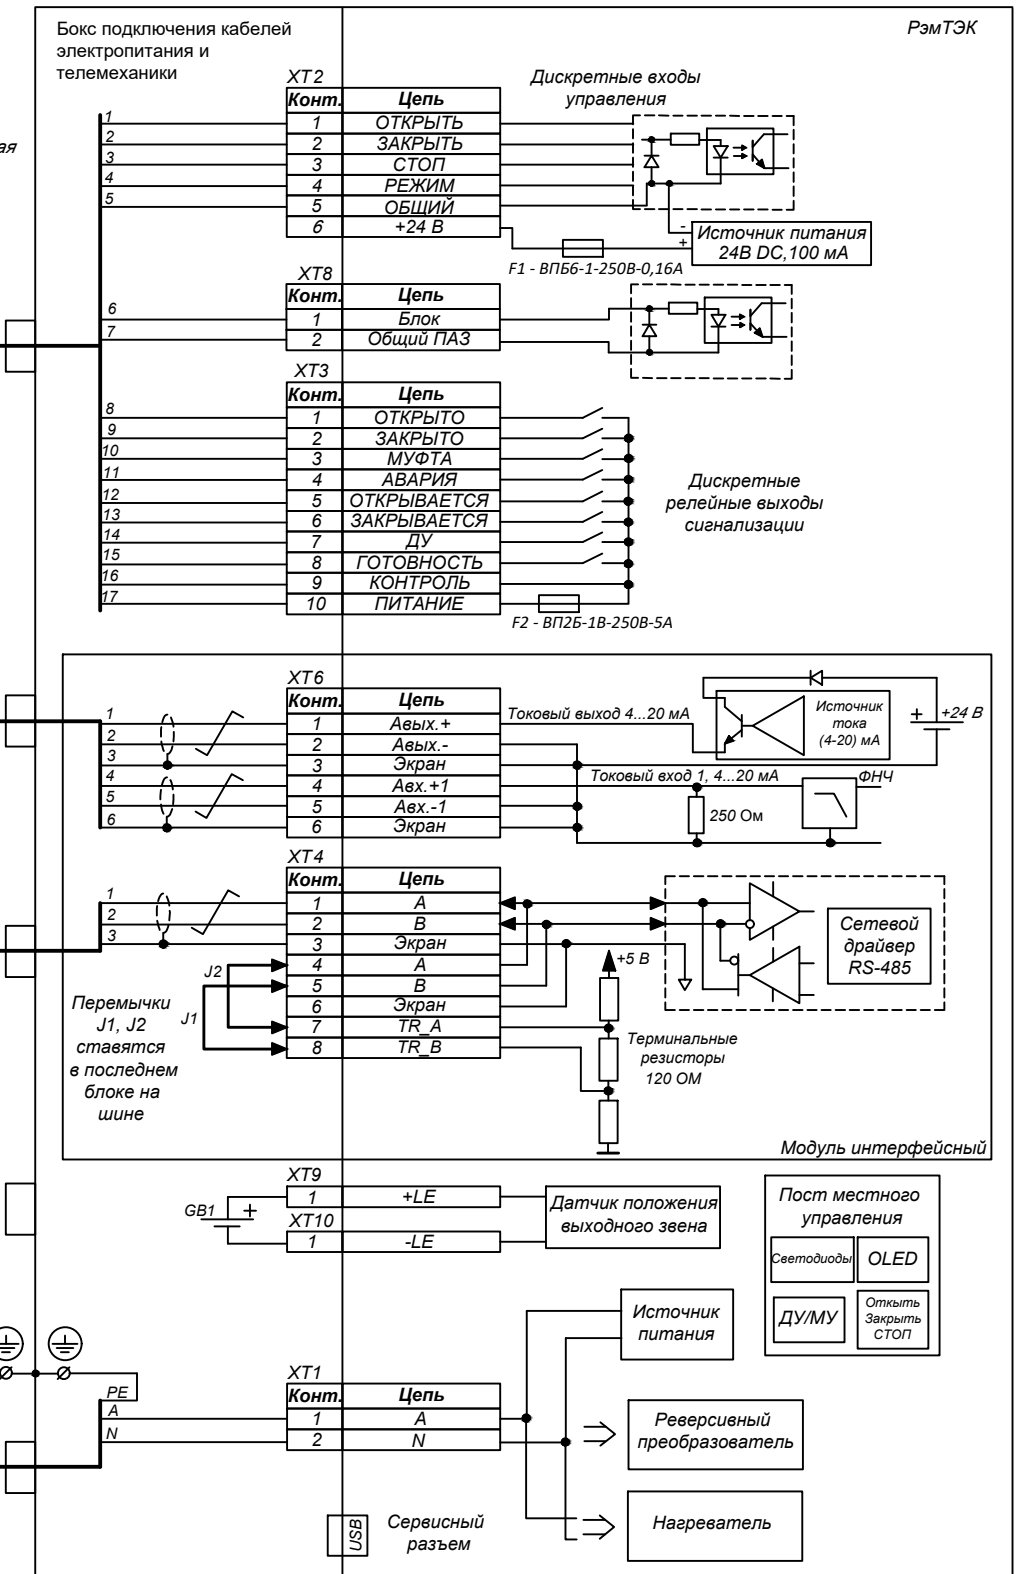 Бокс подключения кабелей
электропитания и
телемеханики
РэмТЭК
ая
XT2
Дискретные входы
управления
Конт. Цепь
1 1 ОТКРЫТЬ
2 2 ЗАКРЫТЬ
3 3 СТОП
4 4 РЕЖИМ
5 5 ОБЩИЙ
6 +24 В
-
+
Источник питания
24В DC,100 мА
F1 - ВПБ6-1-250В-0,16А
XT8
Конт. Цепь
6 1 Блок
7 2 Общий ПАЗ
XT3
Конт. Цепь
8 1 ОТКРЫТО
9 2 ЗАКРЫТО
10 3 МУФТА
11 4 АВАРИЯ
12 5 ОТКРЫВАЕТСЯ
13 6 ЗАКРЫВАЕТСЯ
14 7 ДУ
15 8 ГОТОВНОСТЬ
16 9 КОНТРОЛЬ
17 10 ПИТАНИЕ
Дискретные
релейные выходы
сигнализации
F2 - ВП2Б-1В-250В-5А
XT6
Конт. Цепь
1 1 Авых.+
2 2 Авых.-
3 3 Экран
4 4 Авх.+1
5 5 Авх.-1
6 6 Экран
Токовый выход 4...20 мА
Источник
тока
(4-20) мА
+ +24 В
Токовый вход 1, 4...20 мА
ФНЧ
250 Ом
XT4
Конт. Цепь
1 1 A
2 2 B
3 3 Экран
4 A
5 B
6 Экран
7 TR_A
8 TR_B
J2
J1
Перемычки
J1, J2
ставятся
в последнем
блоке на
шине
+5 В
Сетевой
драйвер
RS-485
Терминальные
резисторы
120 ОМ
Модуль интерфейсный
XT9
1 +LE
GB1 +
XT10
1 -LE
Датчик положения
выходного звена
Пост местного
управления
Светодиоды OLED
ДУ/МУ
Откыть
Закрыть
СТОП
Источник
питания
XT1
Конт. Цепь
PE
A 1 A
N 2 N
Реверсивный
преобразователь
Нагреватель
USB
Сервисный
разъем